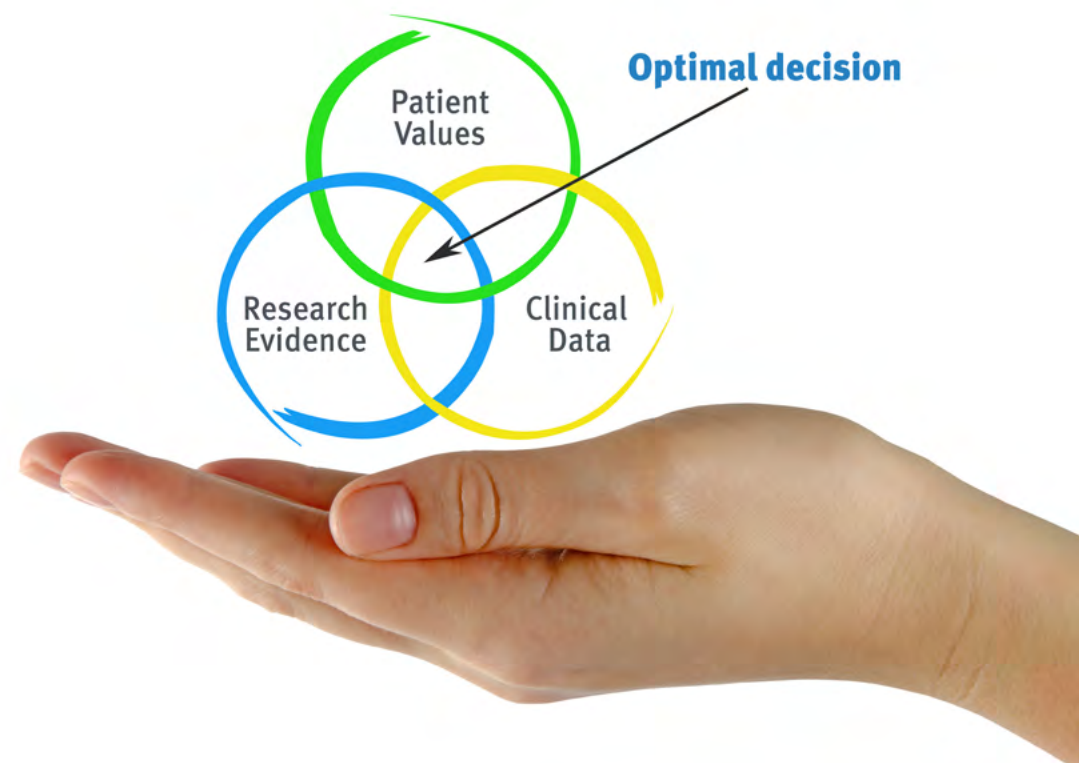 Optimal decision
Patient
Values
Research
Evidence
Clinical
Data